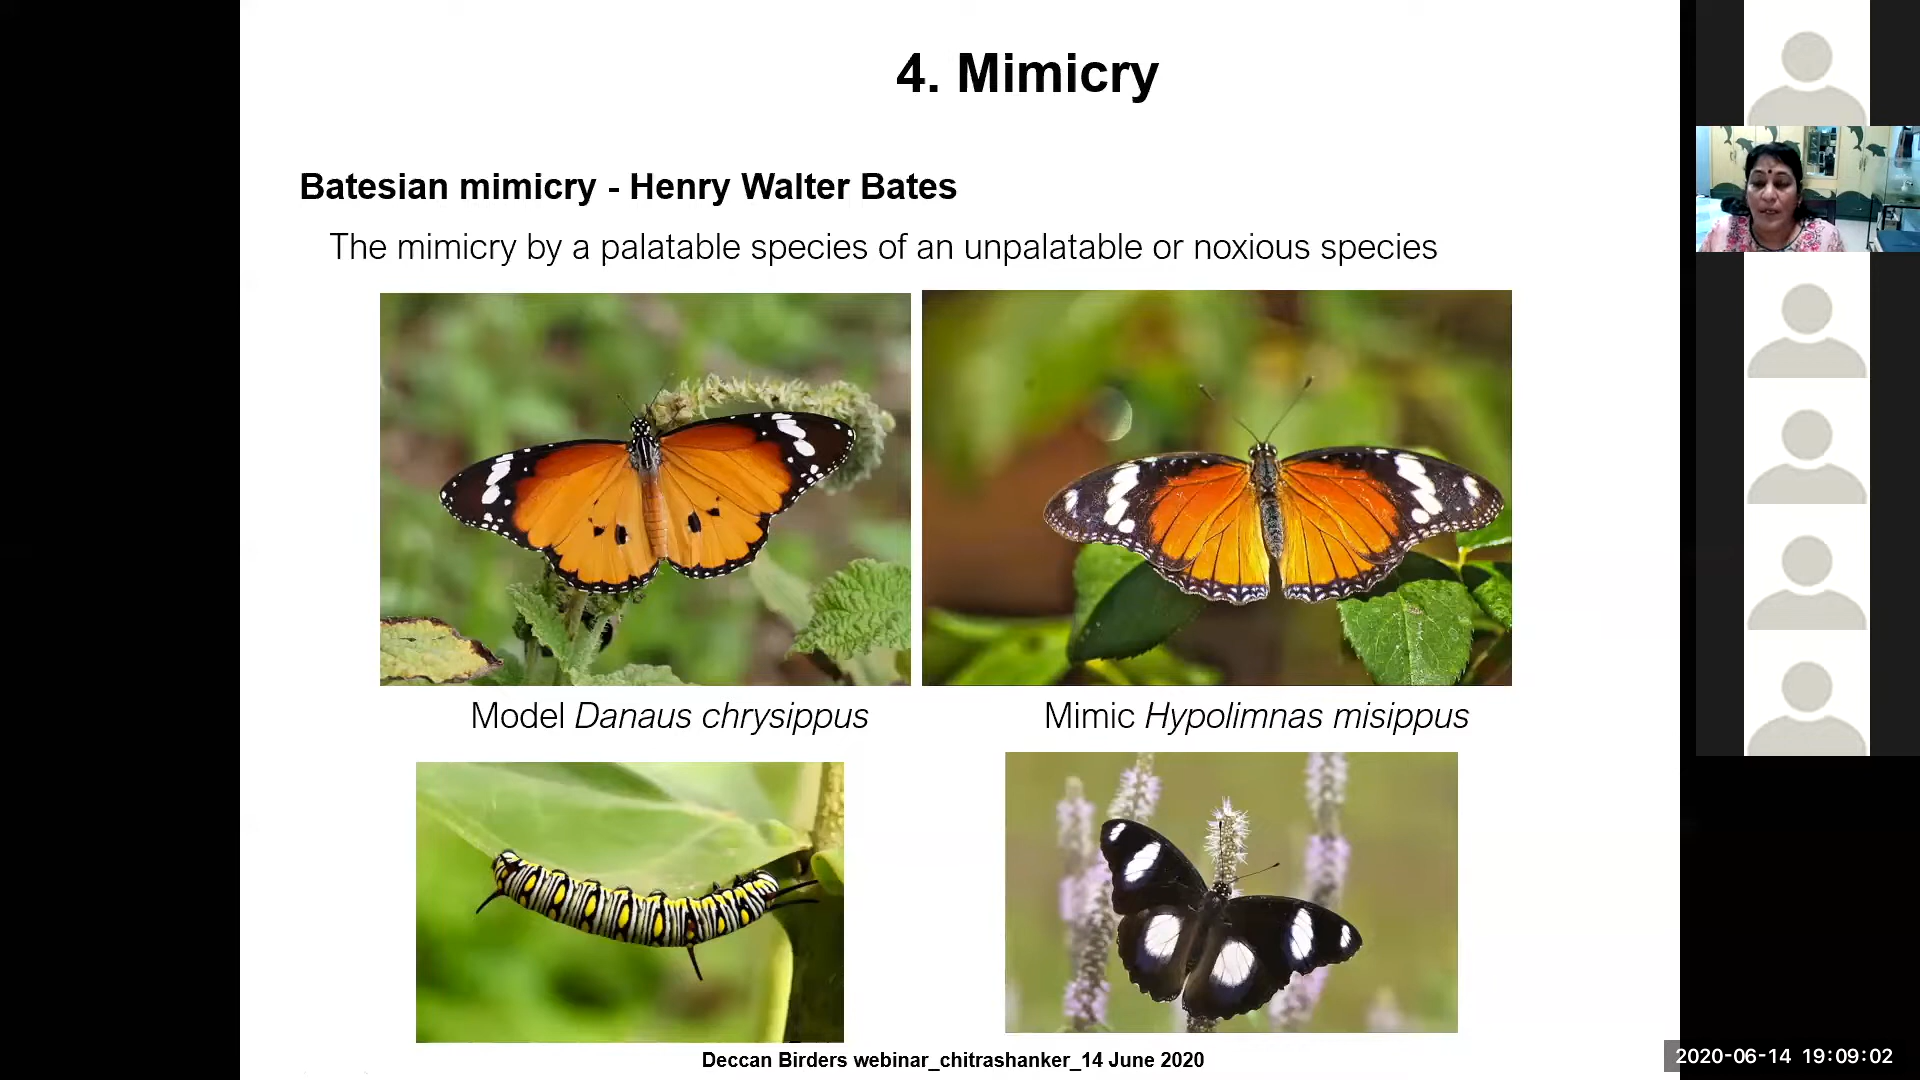 4. Mimicry
Batesian mimicry - Henry Walter Bates
The mimicry by a palatable species of an unpalatable or noxious species
Model Danaus chrysippus
Mimic Hypolimnas misippus
Deccan Birders webinar_chitrashanker_14 June 2020
2020-06-14 19:09:02